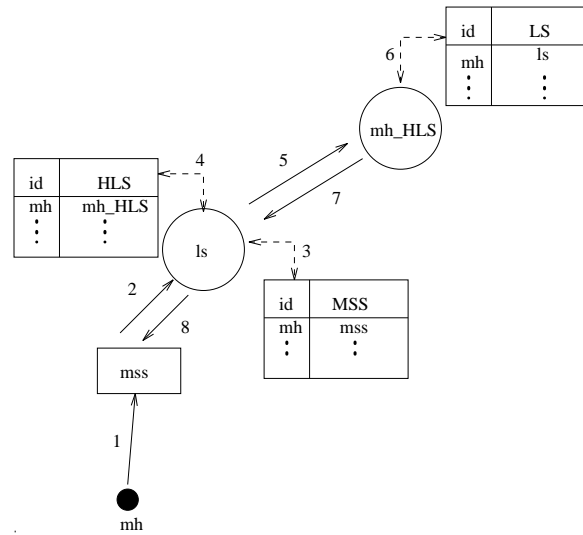 id LS
mh ls
6
mh_HLS
4
5
7
id HLS
mh mh_HLS
ls
3
2
8
id MSS
mh mss
mss
1
mh